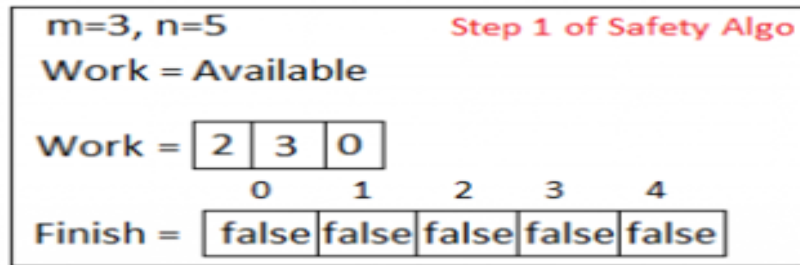 m=3, n=5 Step 1 of Safety Algo
Work = Available
Work = 2 3 0
0 1 2 3 4
Finish = false false false false false